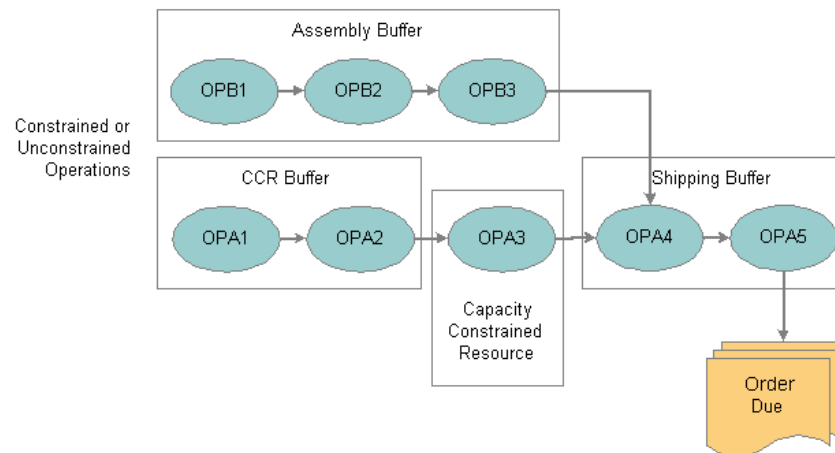 Assembly Buffer
OPB1
OPB2
OPB3
Constrained or
Unconstrained
Operations
CCR Buffer
Shipping Buffer
OPA1
OPA2
OPA3
OPA4
OPA5
Capacity
Constrained
Resource
Order
Due